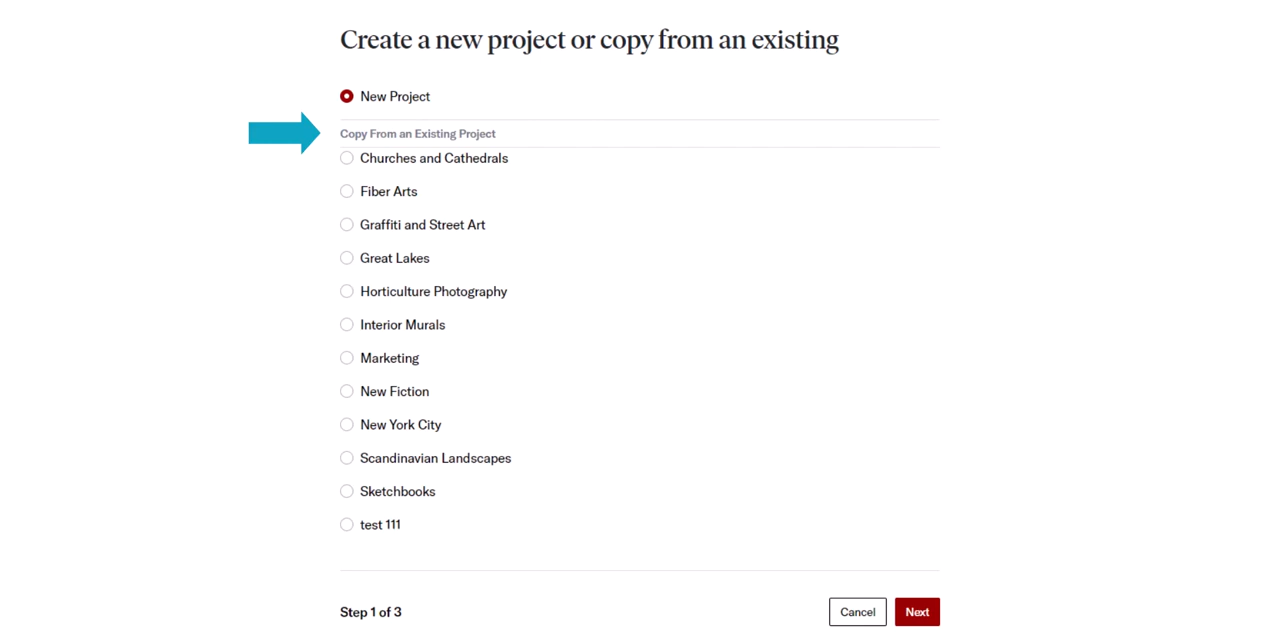 Create a new project or copy from an existing
New Project
Copy From an Existing Project
Churches and Cathedrals
Fiber Arts
Graffiti and Street Art
Great Lakes
Horticulture Photography
Interior Murals
Marketing
New Fiction
New York City
Scandinavian Landscapes
Sketchbooks
test 111
Step 1 of 3
Cancel
Next